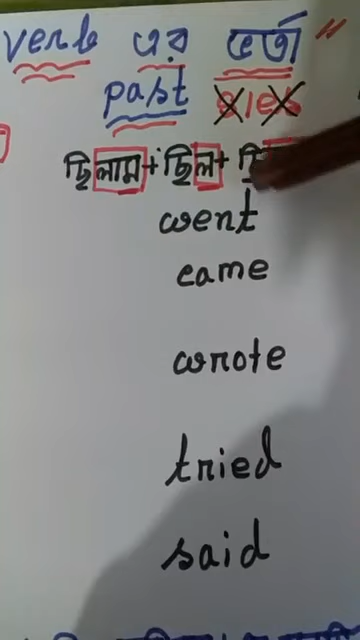 verb এর
past
ছিলাম + ছিল +
went
came
wrote
tried
said